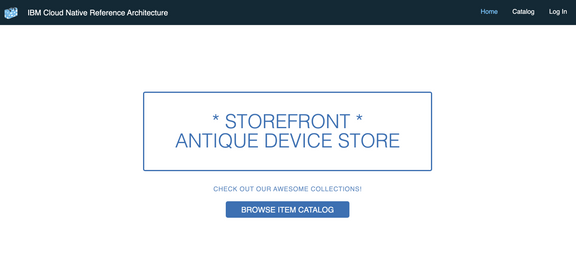 IBM Cloud Native Reference Architecture
Home Catalog Log In
* STOREFRONT *
ANTIQUE DEVICE STORE
CHECK OUT OUR AWESOME COLLECTIONS!
BROWSE ITEM CATALOG